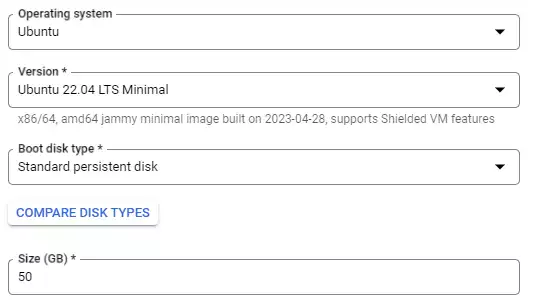 Operating system
Ubuntu
Version *
Ubuntu 22.04 LTS Minimal
x86/64, amd64 jammy minimal image built on 2023-04-28, supports Shielded VM features
Boot disk type *
Standard persistent disk
COMPARE DISK TYPES
Size (GB) *
50